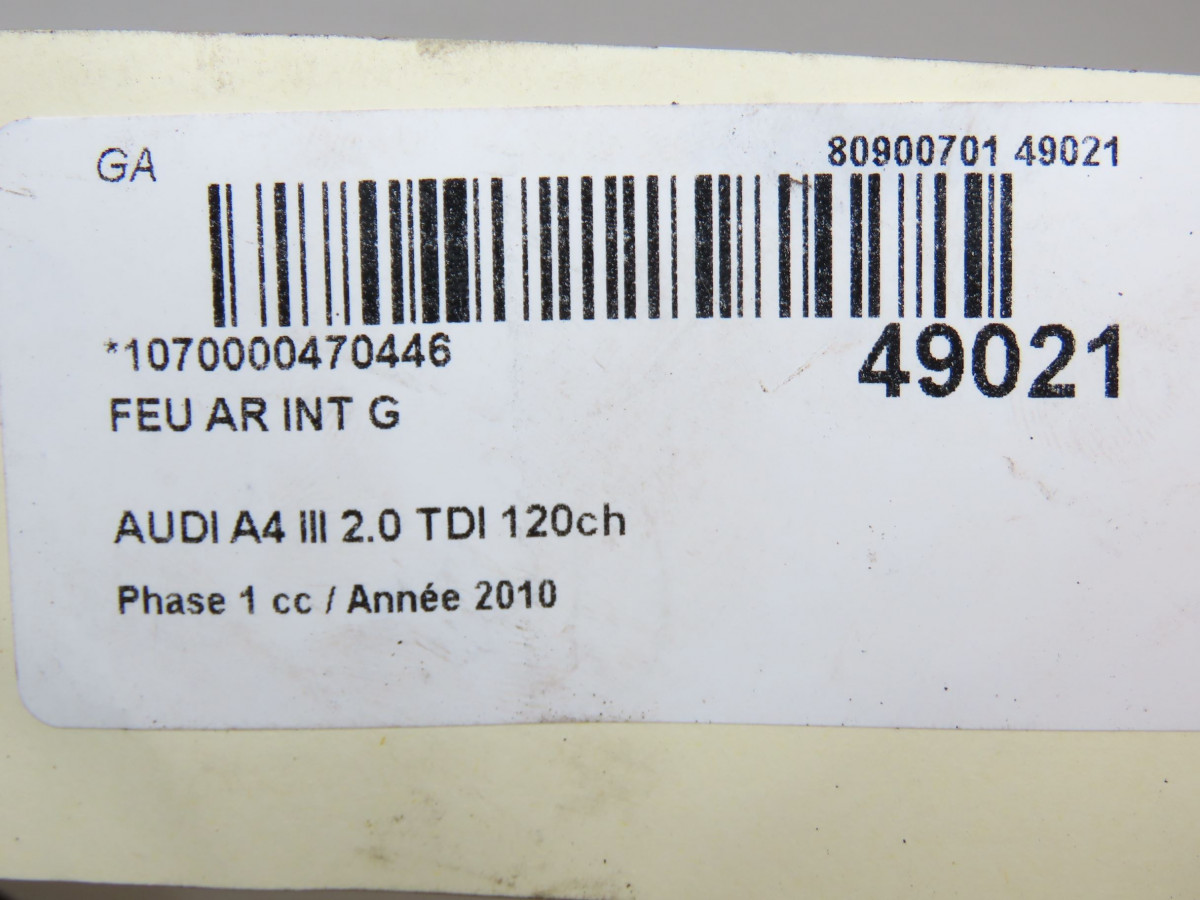 GA
80900701 49021
*1070000470446
49021
FEU AR INT G
AUDI A4 III 2.0 TDI 120ch
Phase 1 cc / Année 2010